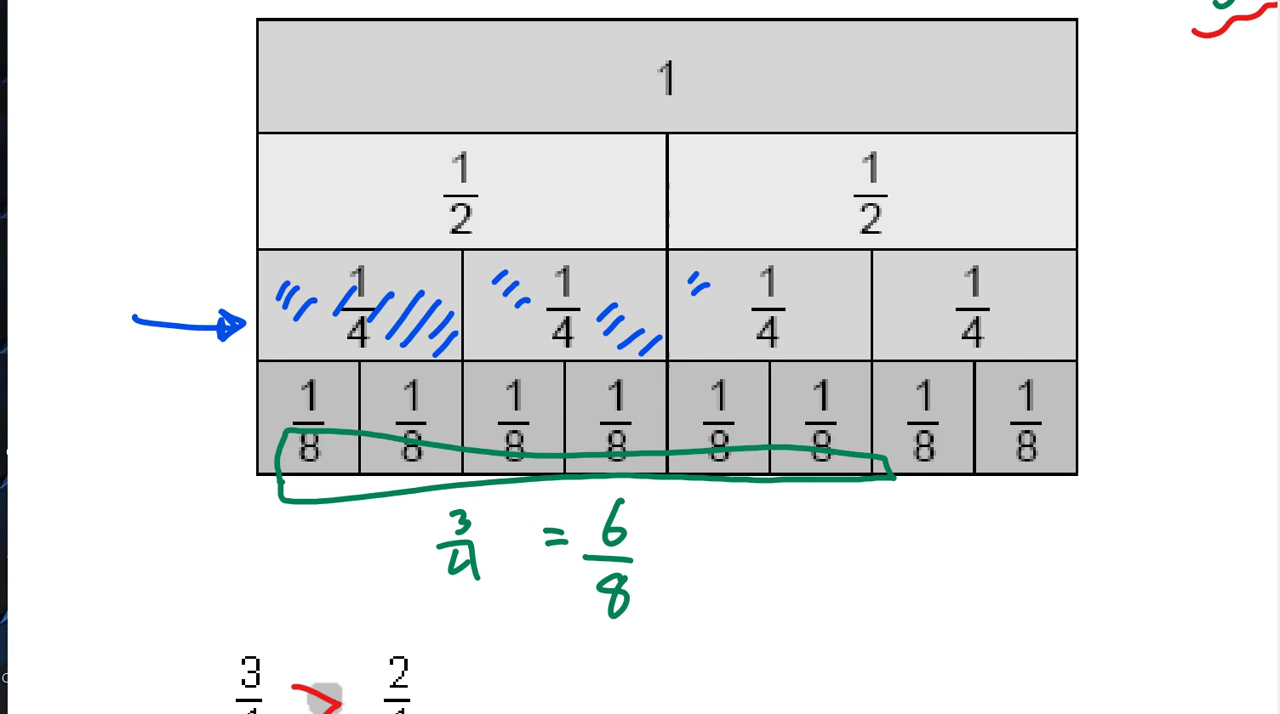 1
1/2 1/2
1/4 1/4 1/4 1/4
1/8 1/8 1/8 1/8 1/8 1/8 1/8 1/8
3/4 = 6/8
3 > 2